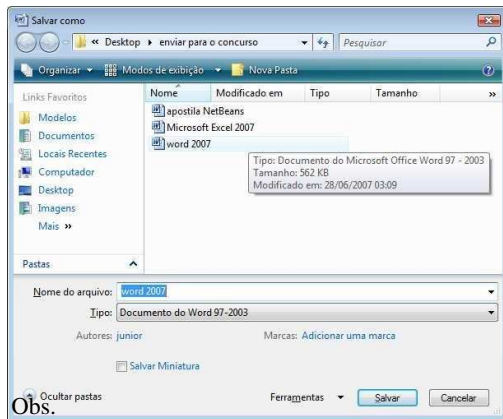 Salvar como
« Desktop ▸ enviar para o concurso
Pesquisar
Organizar
Modos de exibição
Nova Pasta
Links Favoritos
Modelos
Documentos
Locais Recentes
Computador
Desktop
Imagens
Mais »
Pastas
Nome Modificado em Tipo Tamanho »
apostila NetBeans
Microsoft Excel 2007
word 2007
Tipo: Documento do Microsoft Office Word 97 - 2003
Tamanho: 562 KB
Modificado em: 28/06/2007 03:09
Nome do arquivo: word 2007
Tipo: Documento do Word 97-2003
Autores: junior
Marcas: Adicionar uma marca
Salvar Miniatura
Ocultar pastas
Ferramentas
Salvar
Cancelar
Obs.